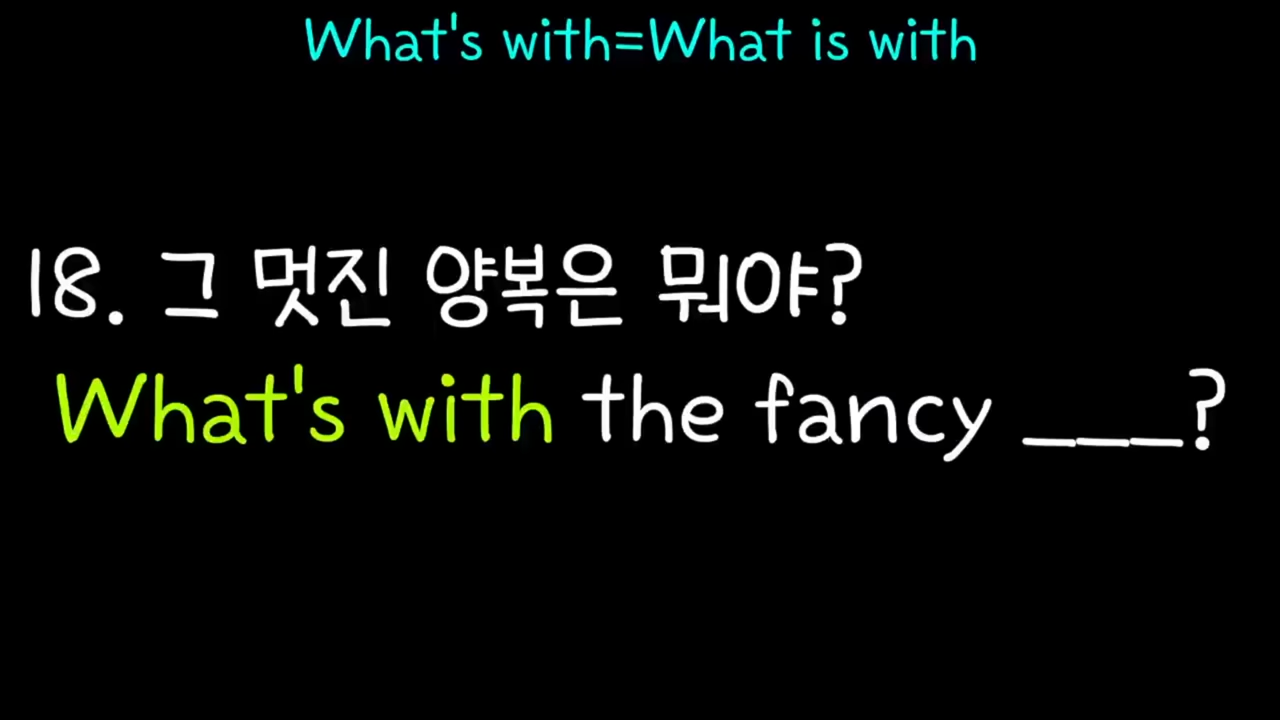 What's with=What is with
18. 그 멋진 양복은 뭐야?
What's with the fancy ___?